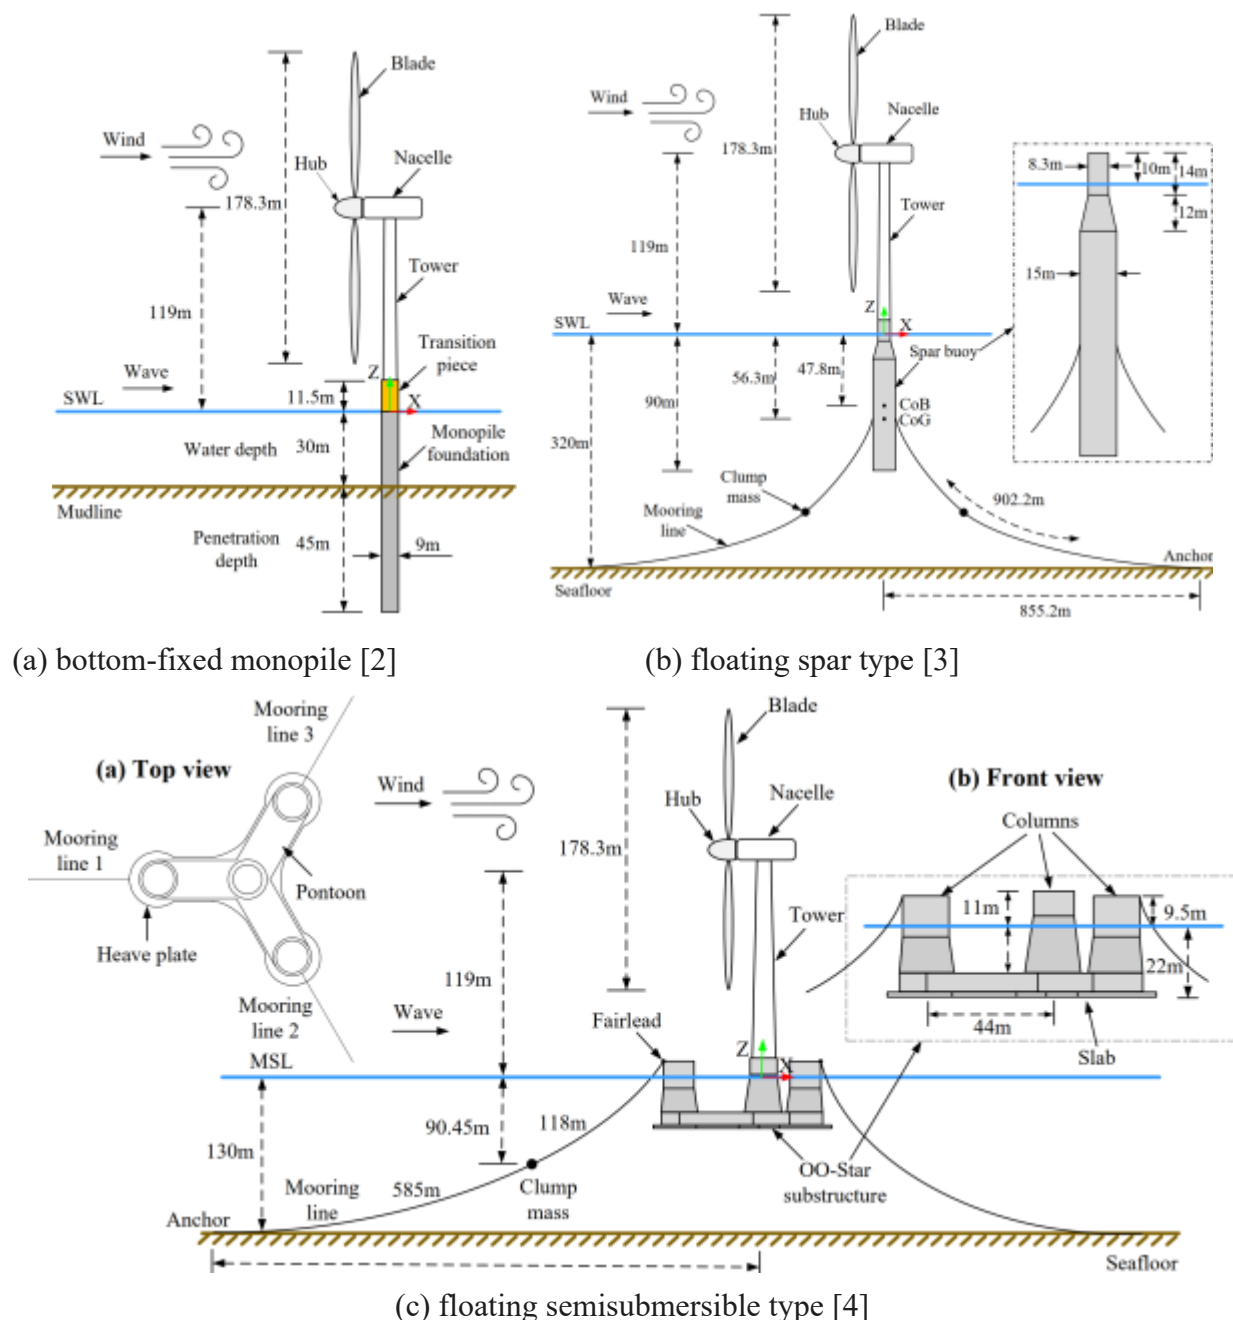 Blade
Wind
Hub
Nacelle
178.3m
Tower
119m
Wave
Z
Transition
piece
SWL
11.5m
X
Water depth
30m
Monopile
foundation
Mudline
Penetration
depth
45m
9m
(a) bottom-fixed monopile [2]
Blade
Wind
Hub
Nacelle
178.3m
8.3m
10m
14m
12m
Tower
119m
15m
Wave
Z
SWL
X
Spar buoy
56.3m
47.8m
90m
CoB
CoG
320m
Clump
mass
902.2m
Mooring
line
Anchor
Seafloor
855.2m
(b) floating spar type [3]
Mooring
line 3
(a) Top view
Mooring
line 1
Pontoon
Heave plate
Mooring
line 2
Blade
Wind
Hub
Nacelle
178.3m
Tower
119m
Wave
Fairlead
Z
MSL
X
(b) Front view
Columns
11m
9.5m
22m
44m
Slab
90.45m
118m
130m
OO-Star
substructure
Mooring
line
585m
Clump
mass
Anchor
Seafloor
(c) floating semisubmersible type [4]